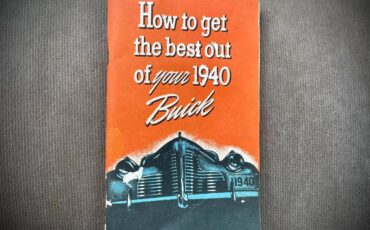 How to get
the best out
of your 1940
Buick
1940